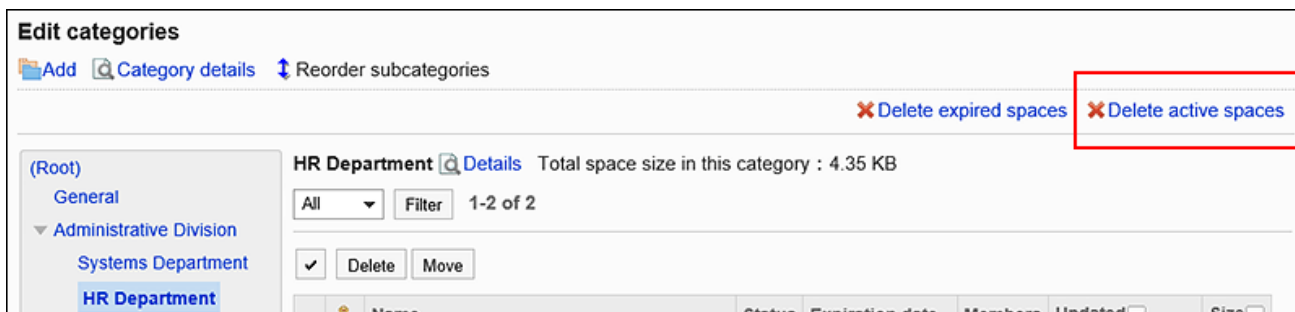 Edit categories
Add Category details Reorder subcategories
Delete expired spaces Delete active spaces
(Root)
General
Administrative Division
Systems Department
HR Department
HR Department Details Total space size in this category : 4.35 KB
All Filter 1-2 of 2
Delete Move
Name Status Expiration date Members Updated Size